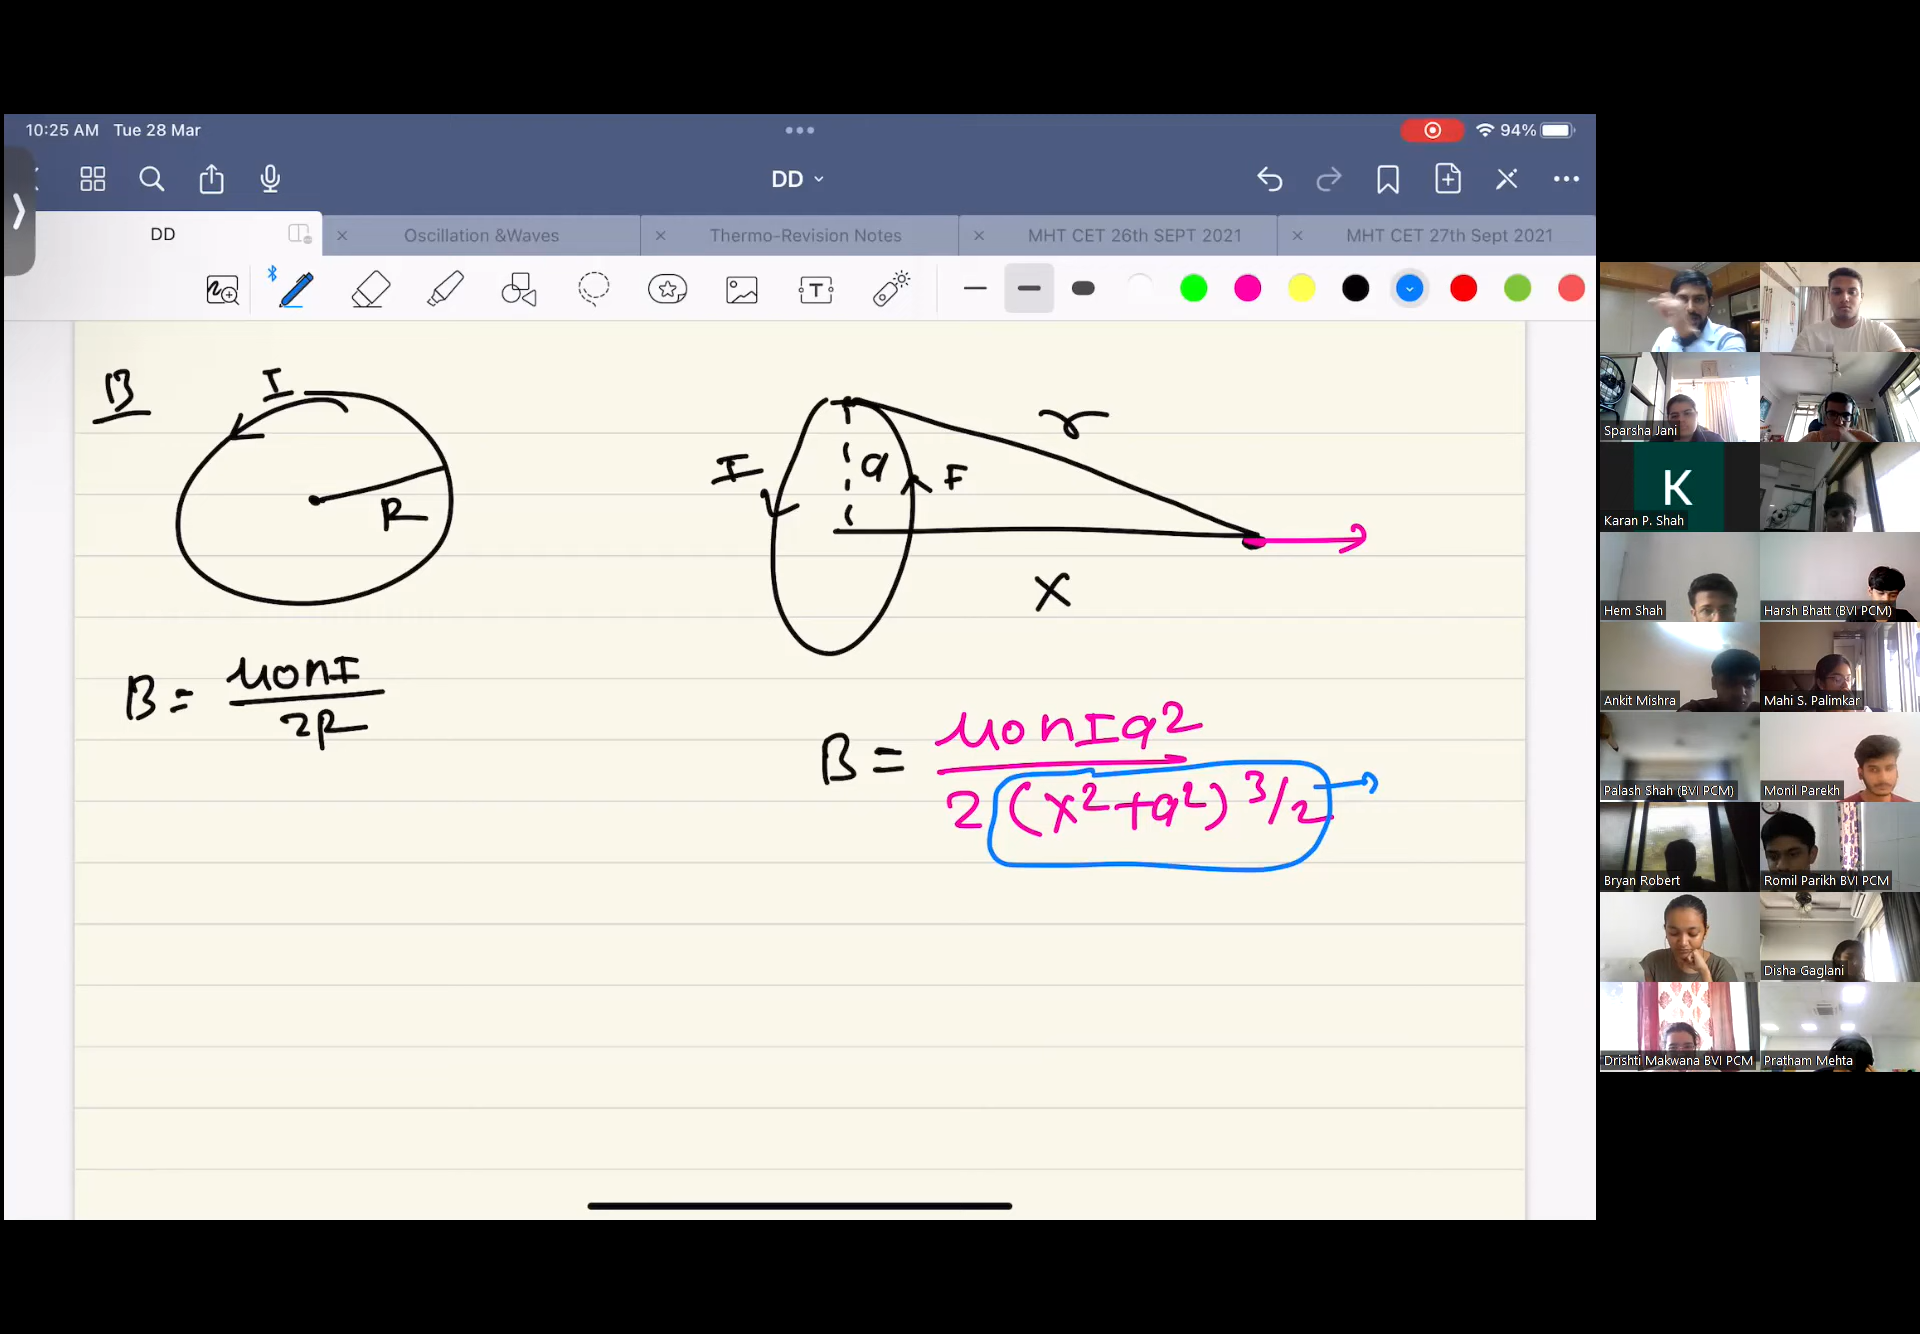 10:25 AM Tue 28 Mar
94%
DD
DD
Oscillation &Waves
Thermo-Revision Notes
MHT CET 26th SEPT 2021
MHT CET 27th Sept 2021
T
B
I
R
I
a
F
r
x
B = μ0nI / 2R
B = μ0nIa² / 2(x²+a²)^3/2
Sparsha Jani
K
Karan P. Shah
Hem Shah
Harsh Bhatt (BVI PCM)
Ankit Mishra
Mahi S. Palimkar
Palash Shah (BVI PCM)
Monil Parekh
Bryan Robert
Romil Parikh BVI PCM
Disha Gaglani
Drishti Makwana BVI PCM
Pratham Mehta